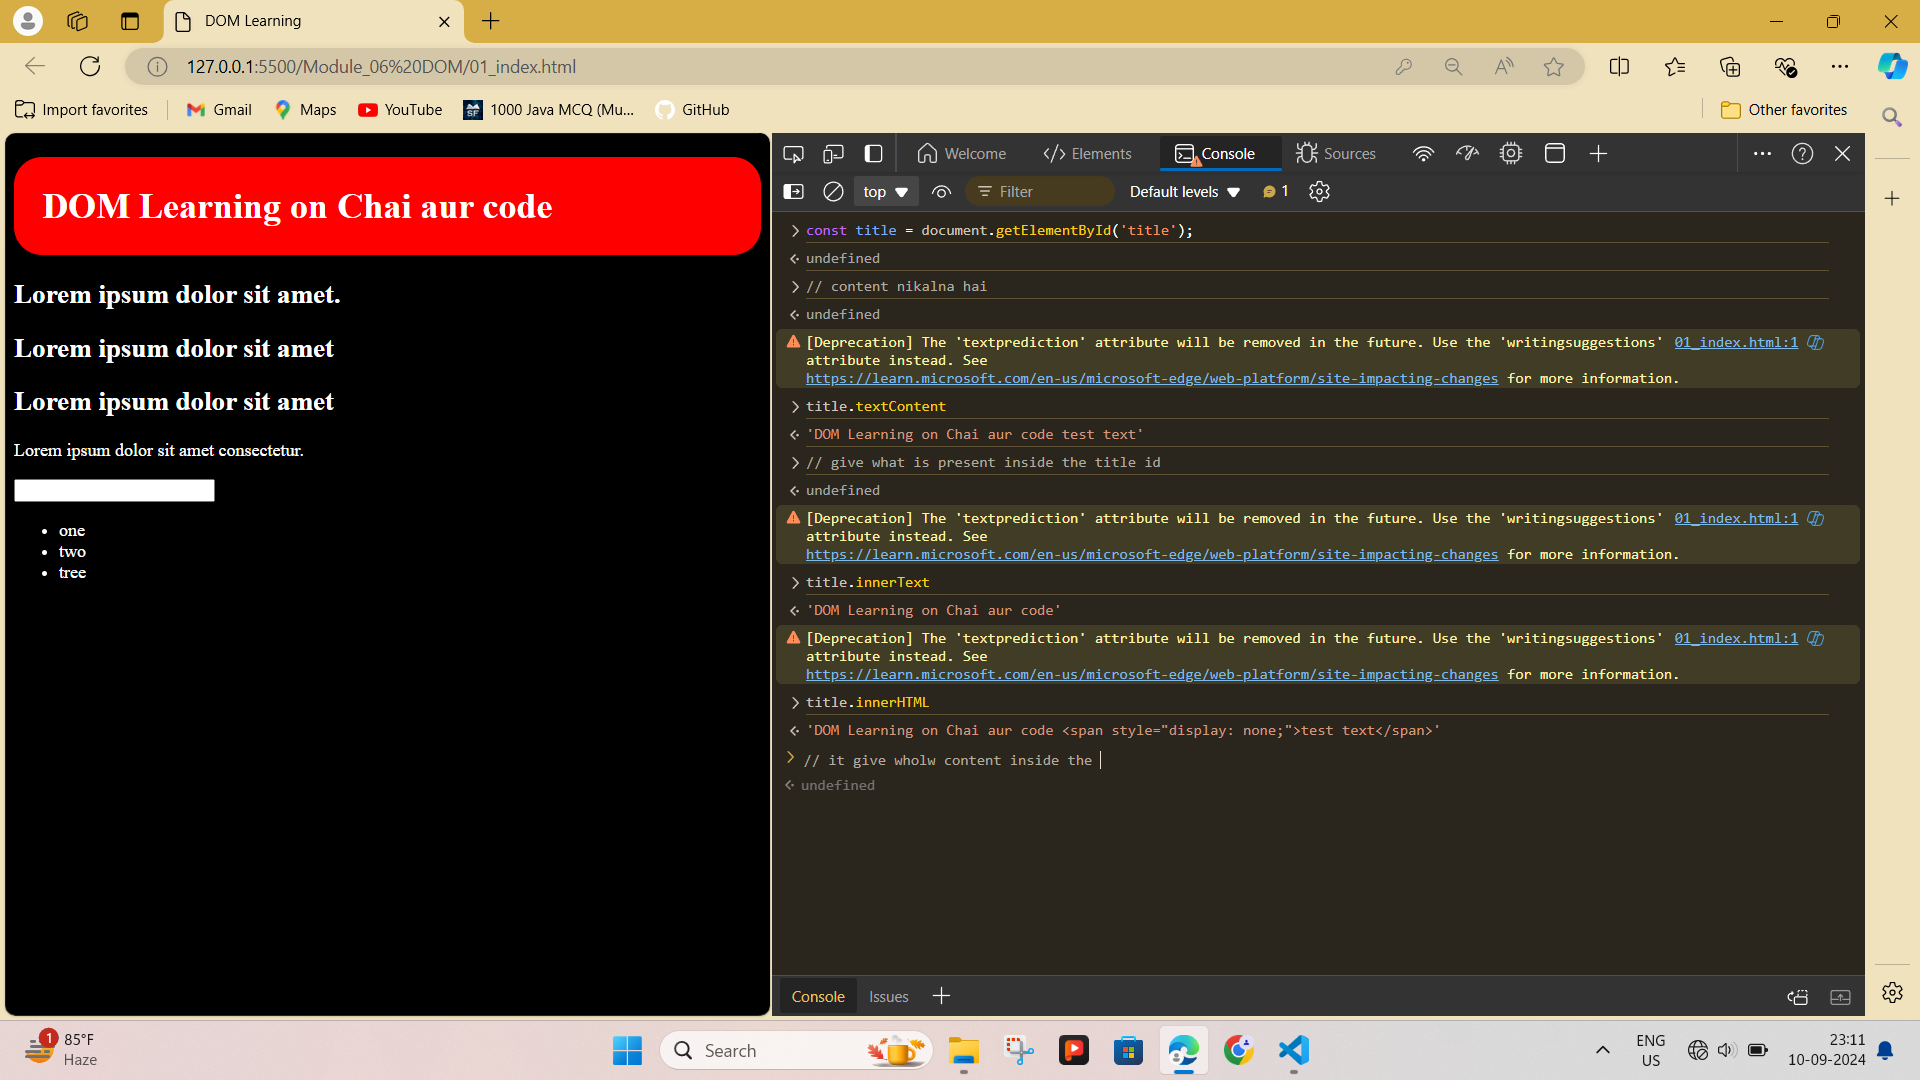 DOM Learning
127.0.0.1:5500/Module_06%20DOM/01_index.html
Import favorites
Gmail
Maps
YouTube
1000 Java MCQ (Mu...
GitHub
Other favorites
DOM Learning on Chai aur code
Lorem ipsum dolor sit amet.
Lorem ipsum dolor sit amet
Lorem ipsum dolor sit amet
Lorem ipsum dolor sit amet consectetur.
one
two
tree
Welcome
Elements
Console
Sources
top
Filter
Default levels
1
const title = document.getElementById('title');
undefined
// content nikalna hai
undefined
[Deprecation] The 'textprediction' attribute will be removed in the future. Use the 'writingsuggestions' 01_index.html:1
attribute instead. See
https://learn.microsoft.com/en-us/microsoft-edge/web-platform/site-impacting-changes for more information.
title.textContent
'DOM Learning on Chai aur code test text'
// give what is present inside the title id
undefined
[Deprecation] The 'textprediction' attribute will be removed in the future. Use the 'writingsuggestions' 01_index.html:1
attribute instead. See
https://learn.microsoft.com/en-us/microsoft-edge/web-platform/site-impacting-changes for more information.
title.innerText
'DOM Learning on Chai aur code'
[Deprecation] The 'textprediction' attribute will be removed in the future. Use the 'writingsuggestions' 01_index.html:1
attribute instead. See
https://learn.microsoft.com/en-us/microsoft-edge/web-platform/site-impacting-changes for more information.
title.innerHTML
'DOM Learning on Chai aur code <span style="display: none;">test text</span>'
// it give wholw content inside the
undefined
Console
Issues
1
85°F
Haze
Search
ENG
US
23:11
10-09-2024